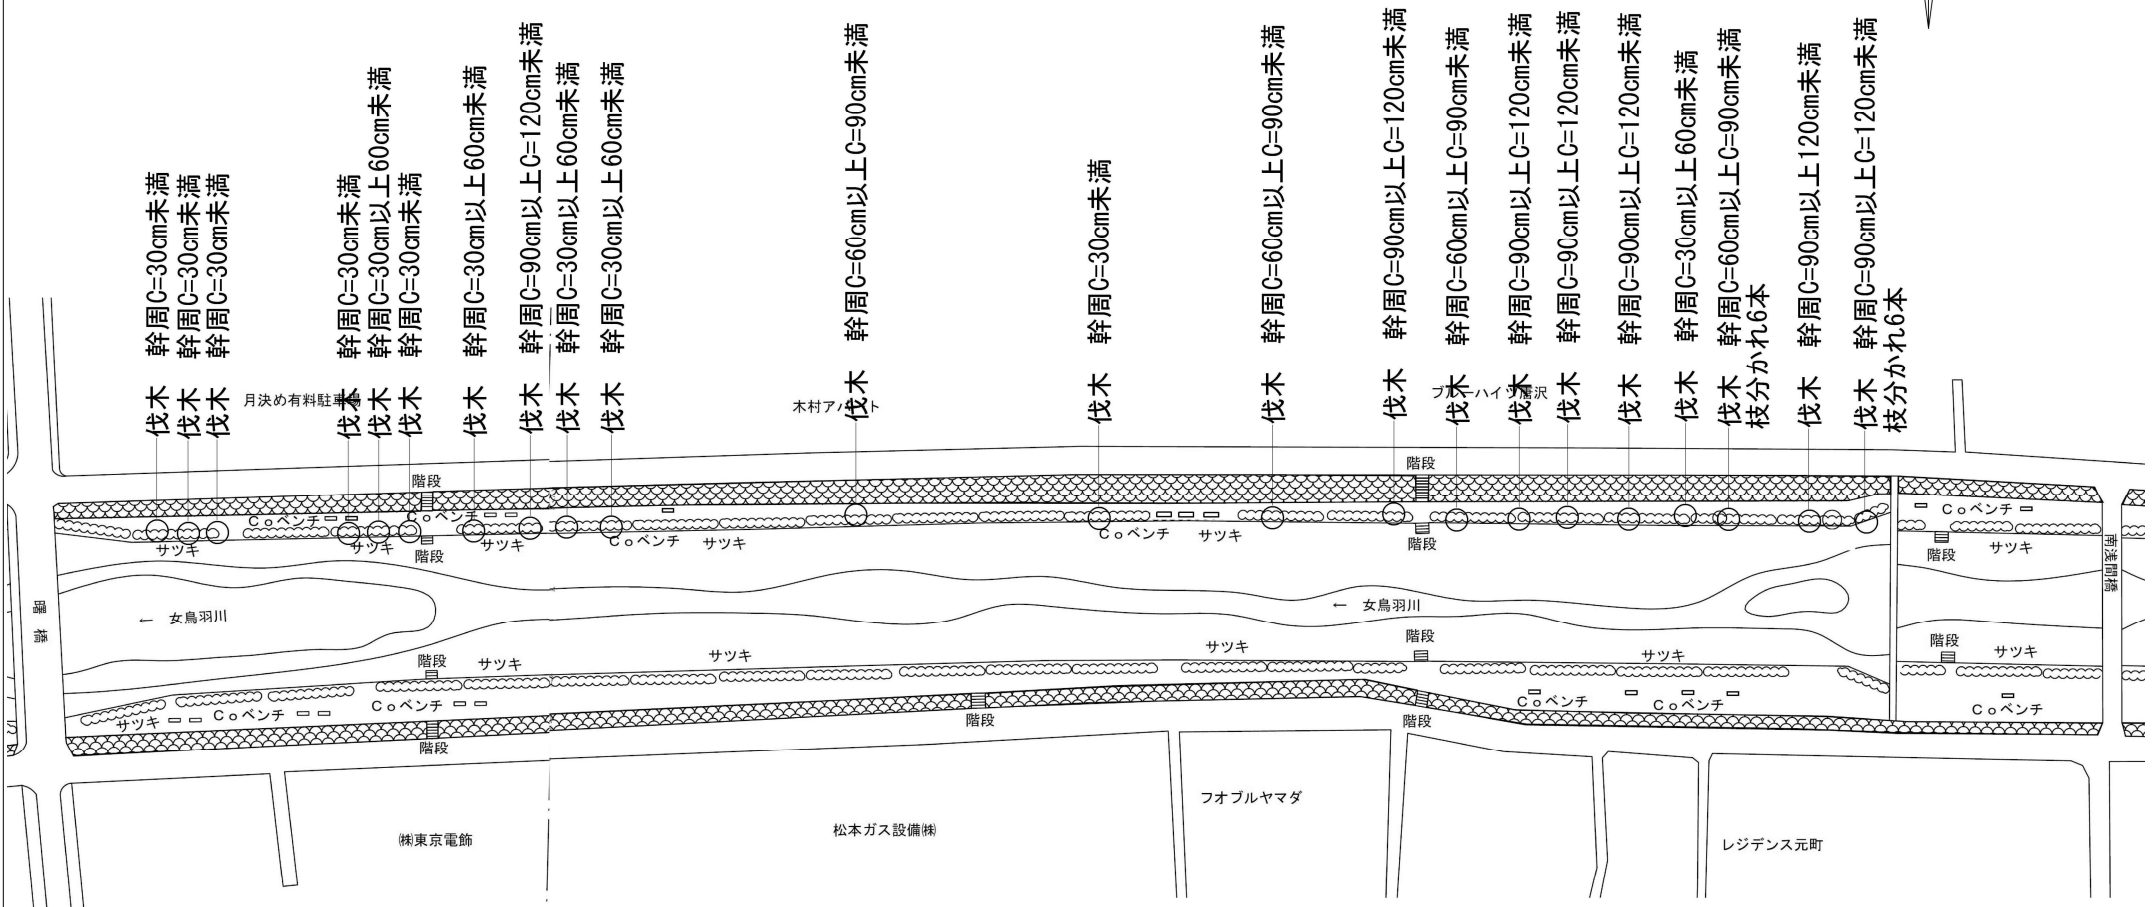 伐木 幹周C=30cm未満
伐木 幹周C=30cm未満
伐木 幹周C=30cm未満
伐木 幹周C=30cm未満
伐木 幹周C=30cm以上60cm未満
伐木 幹周C=30cm未満
伐木 幹周C=30cm以上60cm未満
伐木 幹周C=90cm以上C=120cm未満
伐木 幹周C=30cm以上60cm未満
伐木 幹周C=30cm以上60cm未満
伐木 幹周C=60cm以上C=90cm未満
伐木 幹周C=30cm未満
伐木 幹周C=60cm以上C=90cm未満
伐木 幹周C=90cm以上C=120cm未満
伐木 幹周C=60cm以上C=90cm未満
伐木 幹周C=90cm以上C=120cm未満
伐木 幹周C=90cm以上C=120cm未満
伐木 幹周C=90cm以上C=120cm未満
伐木 幹周C=30cm以上60cm未満
伐木 幹周C=60cm以上C=90cm未満
枝分かれ6本
伐木 幹周C=90cm以上120cm未満
伐木 幹周C=90cm以上C=120cm未満
枝分かれ6本
月決め有料駐車場
木村アパート
ブルーハイツ唐沢
階段
階段
Coベンチ
Coベンチ
Coベンチ
サツキ
サツキ
階段
サツキ
Coベンチ
サツキ
Coベンチ
サツキ
階段
階段
サツキ
南浅間橋
曙橋
← 女鳥羽川
← 女鳥羽川
階段
サツキ
サツキ
サツキ
階段
サツキ
階段
サツキ
サツキ
Coベンチ
Coベンチ
階段
階段
階段
Coベンチ
Coベンチ
Coベンチ
フオブルヤマダ
㈱東京電飾
松本ガス設備㈱
レジデンス元町